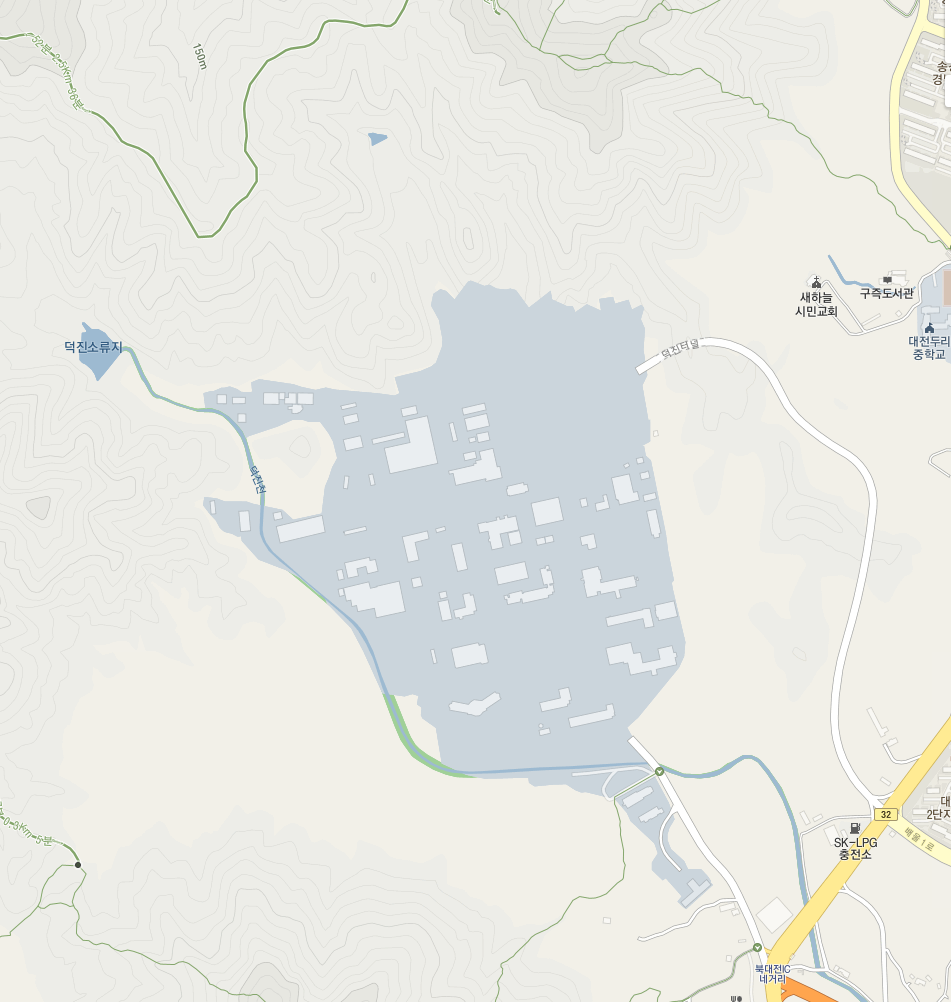 52분·2.5Km·36분
150m
송강
경
새하늘
시민교회
구즉도서관
대전두리
중학교
덕진터널
덕진소류지
덕진천
0.3Km·5분
32
대
2단지
배울1로
SK-LPG
충전소
북대전IC
네거리